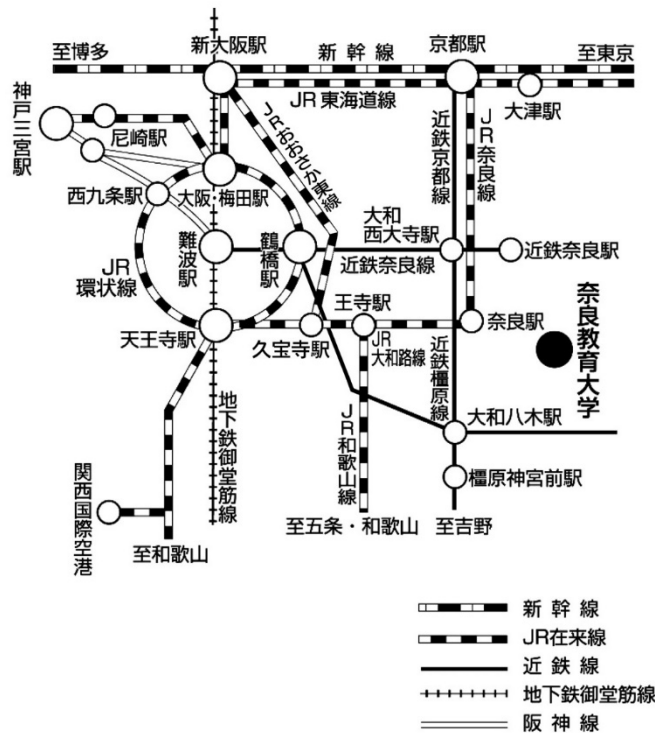 至博多
新大阪駅
新幹線
京都駅
至東京
神戸三宮駅
尼崎駅
JR東海道線
大津駅
JRおおさか東線
近鉄京都線
JR奈良線
西九条駅
大阪・梅田駅
大和
西大寺駅
難波駅
鶴橋駅
近鉄奈良線
近鉄奈良駅
JR
環状線
天王寺駅
久宝寺駅
王寺駅
JR
大和路線
奈良駅
奈良教育大学
近鉄橿原線
地下鉄御堂筋線
JR和歌山線
大和八木駅
橿原神宮前駅
関西国際空港
至和歌山
至五条・和歌山
至吉野
新幹線
JR在来線
近鉄線
地下鉄御堂筋線
阪神線